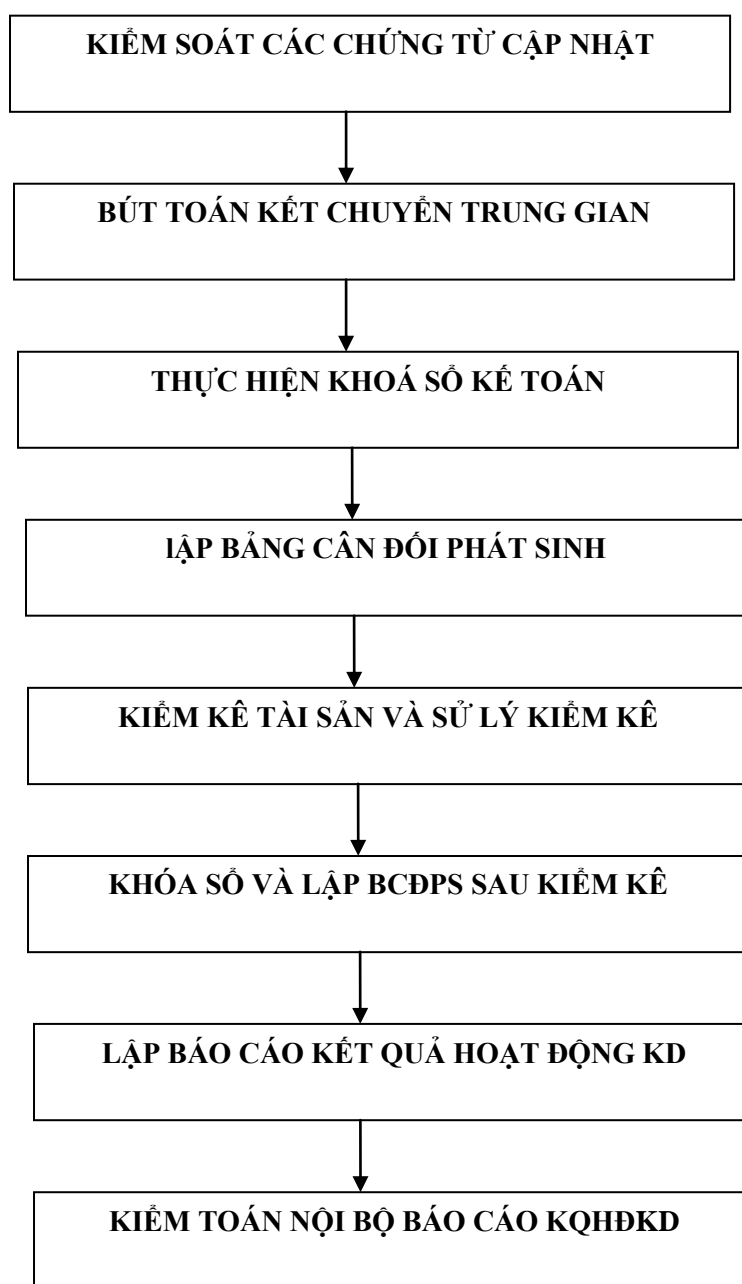 KIỂM SOÁT CÁC CHỨNG TỪ CẬP NHẬT
BÚT TOÁN KẾT CHUYỂN TRUNG GIAN
THỰC HIỆN KHOÁ SỔ KẾ TOÁN
lẬP BẢNG CÂN ĐỐI PHÁT SINH
KIỂM KÊ TÀI SẢN VÀ SỬ LÝ KIỂM KÊ
KHÓA SỔ VÀ LẬP BCĐPS SAU KIỂM KÊ
LẬP BÁO CÁO KẾT QUẢ HOẠT ĐỘNG KD
KIỂM TOÁN NỘI BỘ BÁO CÁO KQHĐKD